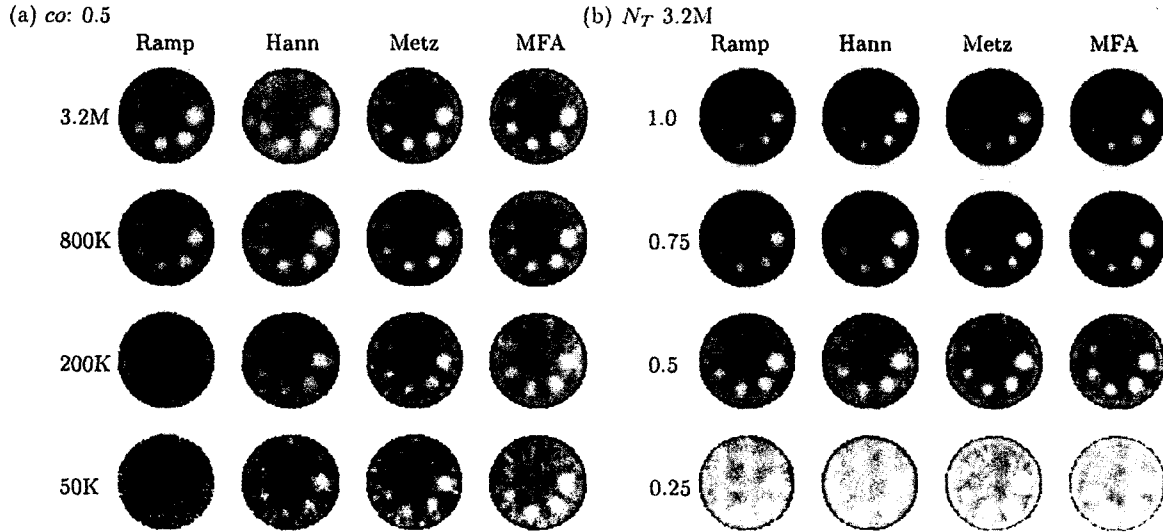 (a) co: 0.5
(b) N_T 3.2M
Ramp Hann Metz MFA
Ramp Hann Metz MFA
3.2M
1.0
800K
0.75
200K
0.5
50K
0.25